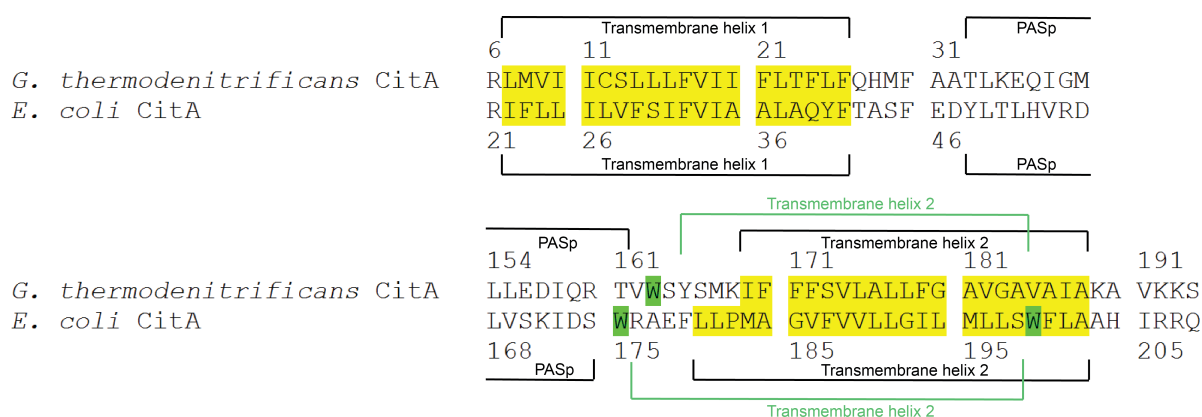 Transmembrane helix 1 PASp
6 11 21 31
G. thermodenitrificans CitA RLMVI IICSLLLFVII FLTFLFQHMF AATLKEQIGM
E. coli CitA RIFLL ILVFSIFVIA ALAQYFTASF EDYLTLHVRD
21 26 36 46
Transmembrane helix 1 PASp
Transmembrane helix 2
PASp Transmembrane helix 2
154 161 171 181 191
G. thermodenitrificans CitA LLEDIQR TVWSYSMKIF FFSVLALLFG AVGAVAIAKA VKKS
E. coli CitA LVSKIDS WRAEFLLPMA GVFVVLLGIL MLLSWFLAAH IRRQ
168 175 185 195 205
PASp Transmembrane helix 2
Transmembrane helix 2